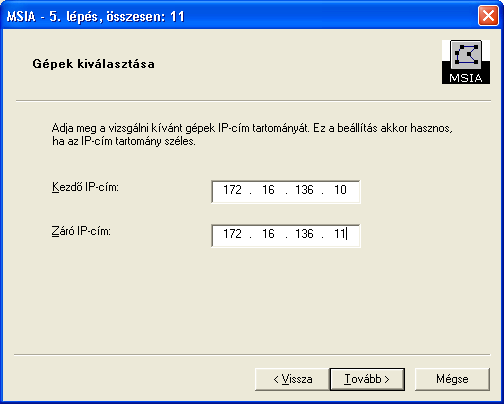 MSIA - 5. lépés, összesen: 11
Gépek kiválasztása
MSIA
Adja meg a vizsgálni kívánt gépek IP-cím tartományát. Ez a beállítás akkor hasznos,
ha az IP-cím tartomány széles.
Kezdő IP-cím: 172 . 16 . 136 . 10
Záró IP-cím: 172 . 16 . 136 . 11
< Vissza Tovább > Mégse